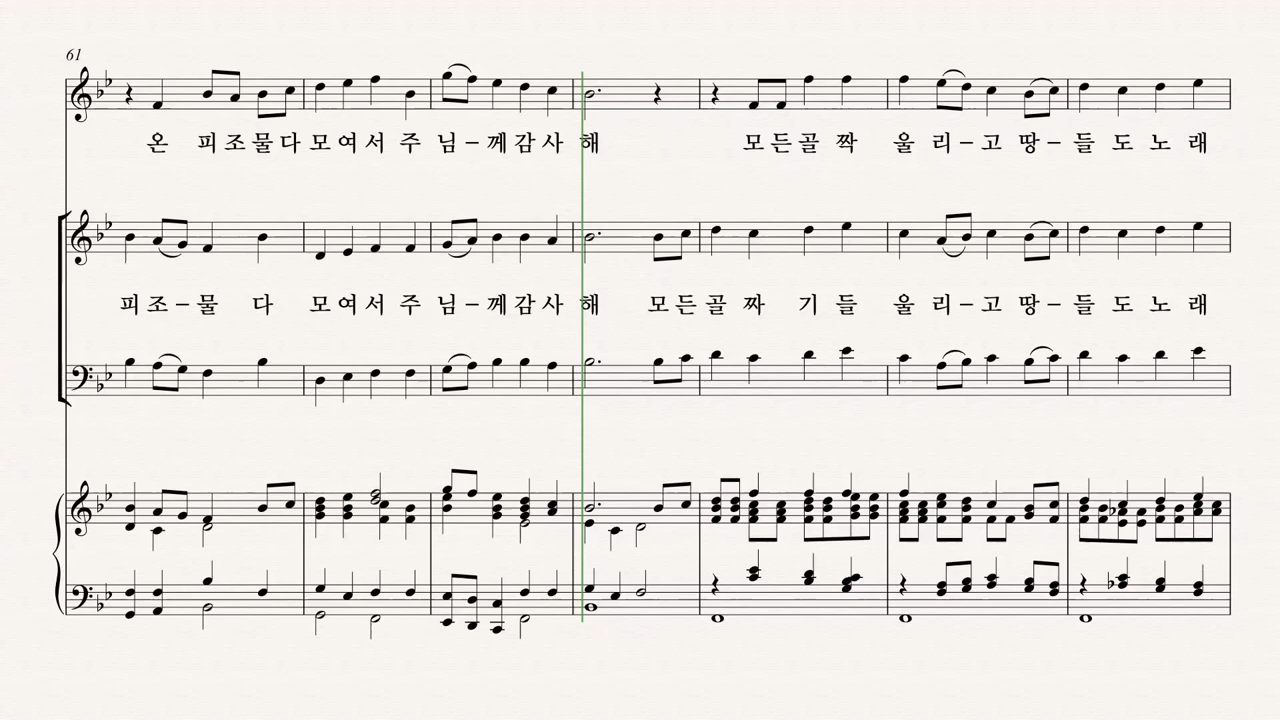 61
온 피조물다 모여서 주 님–께감사 해 모든골 짝 울 리–고 땅–들 도 노 래
피조–물 다 모여서 주 님–께감사 해 모든골 짜 기 들 울 리–고 땅–들 도 노 래